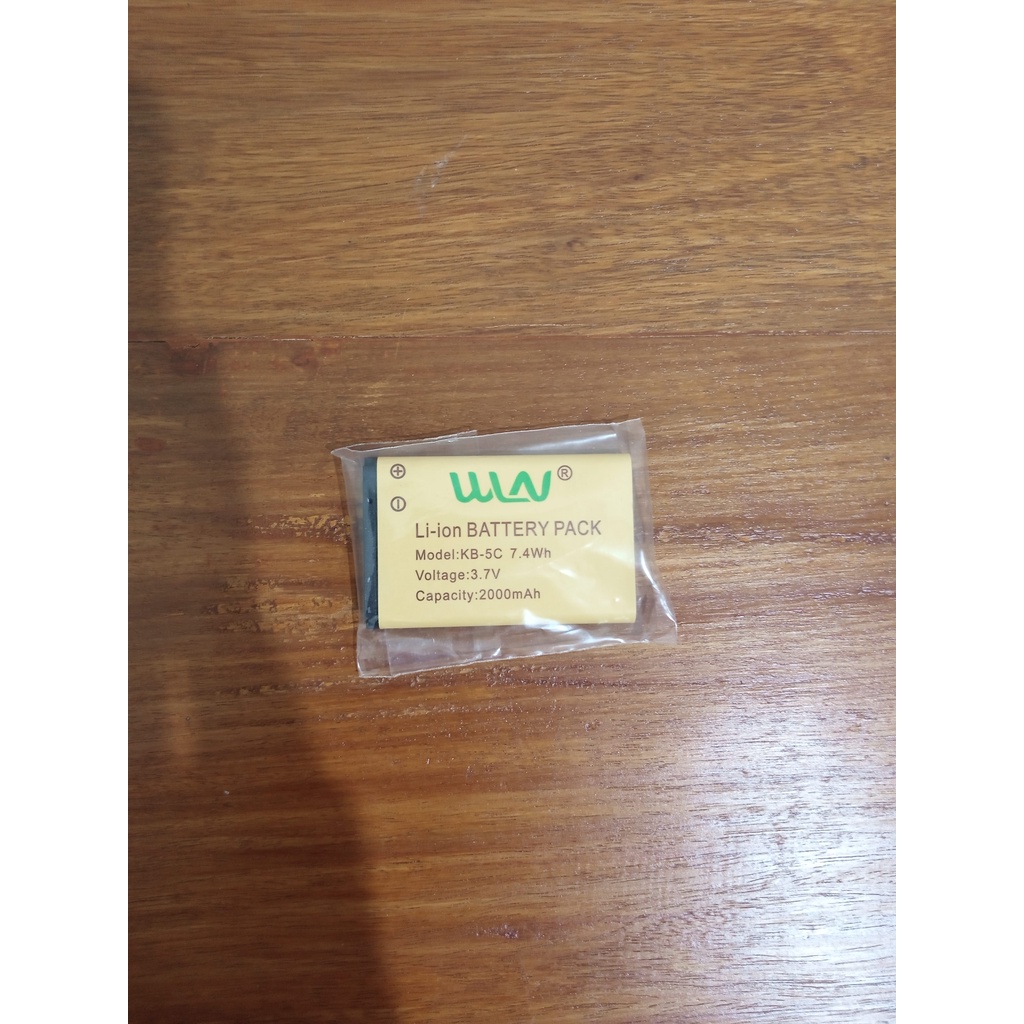 WLN®
Li-ion BATTERY PACK
Model:KB-5C 7.4Wh
Voltage:3.7V
Capacity:2000mAh